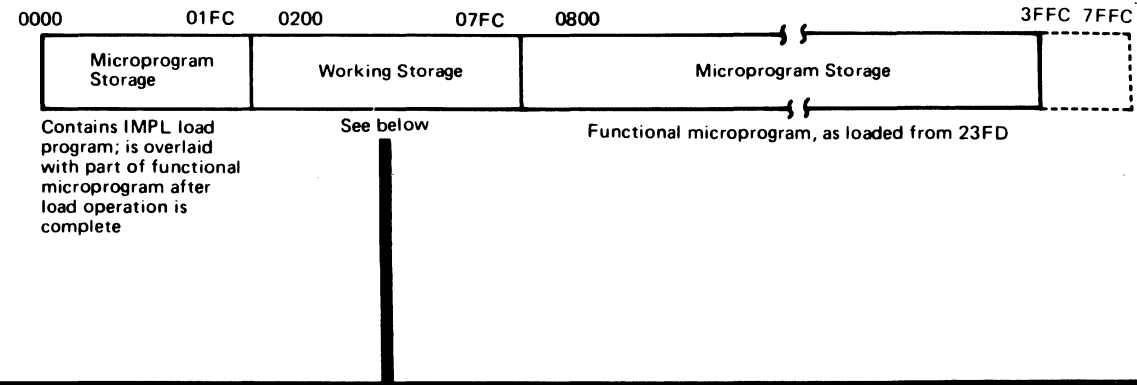 0000 01FC 0200 07FC 0800 3FFC 7FFC
Microprogram
Storage
Working Storage
Microprogram Storage
Contains IMPL load
program; is overlaid
with part of functional
microprogram after
load operation is
complete
See below
Functional microprogram, as loaded from 23FD